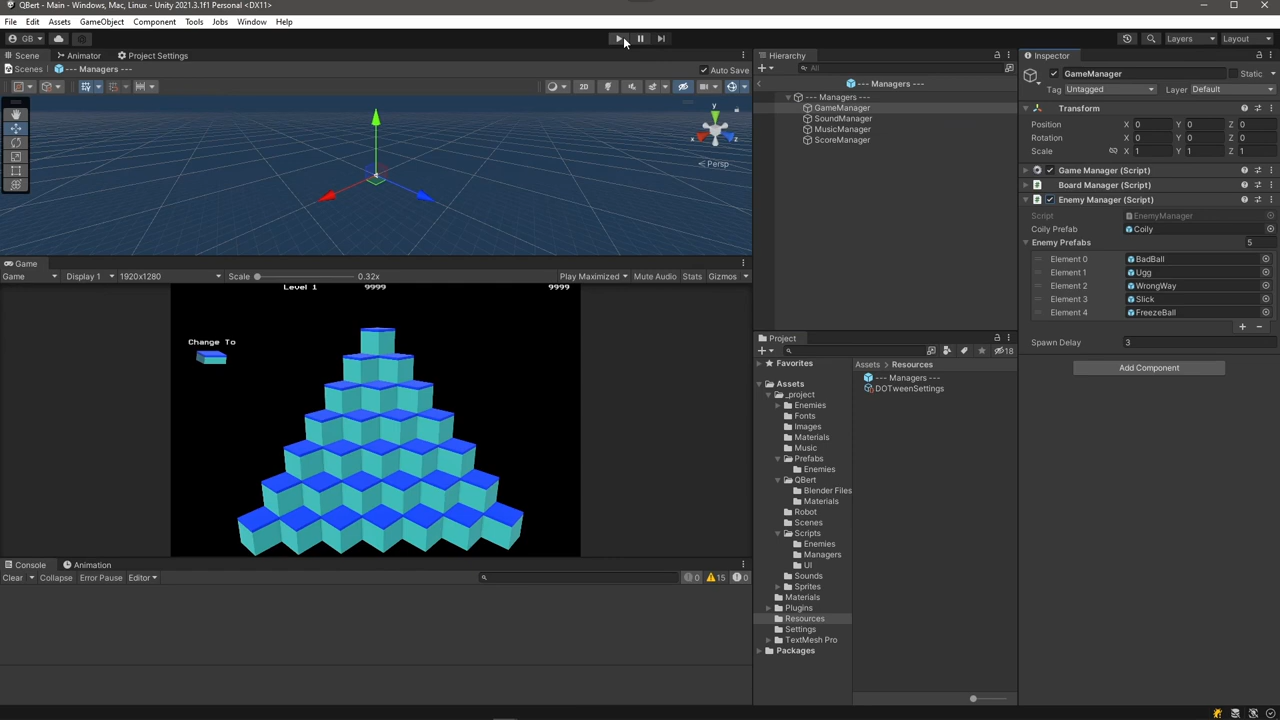 QBert - Main - Windows, Mac, Linux - Unity 2021.3.1f1 Personal <DX11>
File Edit Assets GameObject Component Tools Jobs Window Help
GB
Layers
Layout
Scene Animator Project Settings
Scenes --- Managers ---
Auto Save
2D
y
x
z
Persp
Game
Game Display 1 1920x1280 Scale 0.32x Play Maximized Mute Audio Stats Gizmos
Level 1 9999 9999
Change To
Console Animation
Clear Collapse Error Pause Editor
0 15 0
Hierarchy
All
--- Managers ---
--- Managers ---
GameManager
SoundManager
MusicManager
ScoreManager
Project
18
Favorites
Assets
_project
Enemies
Fonts
Images
Materials
Music
Prefabs
Enemies
QBert
Blender Files
Materials
Robot
Scenes
Scripts
Enemies
Managers
UI
Sounds
Sprites
Materials
Plugins
Resources
Settings
TextMesh Pro
Packages
Assets > Resources
--- Managers ---
DOTweenSettings
Inspector
GameManager Static
Tag Untagged Layer Default
Transform
Position X 0 Y 0 Z 0
Rotation X 0 Y 0 Z 0
Scale X 1 Y 1 Z 1
Game Manager (Script)
Board Manager (Script)
Enemy Manager (Script)
Script EnemyManager
Coily Prefab Coily
Enemy Prefabs 5
Element 0 BadBall
Element 1 Ugg
Element 2 WrongWay
Element 3 Slick
Element 4 FreezeBall
Spawn Delay 3
Add Component